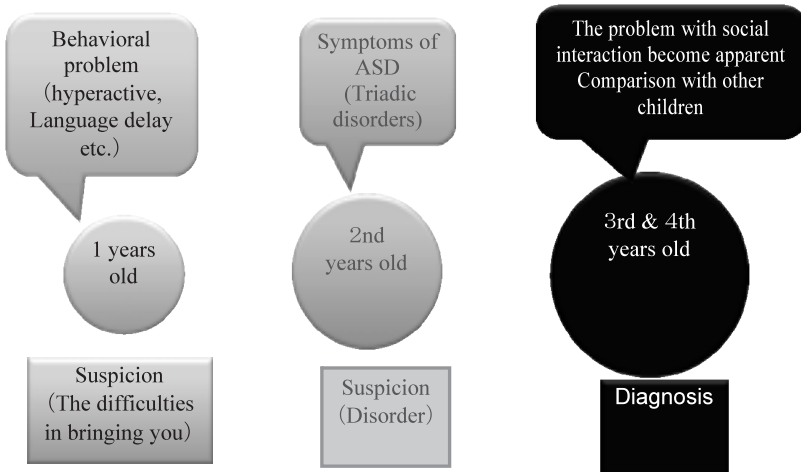 Behavioral
problem
(hyperactive,
Language delay
etc.)
1 years
old
Suspicion
(The difficulties
in bringing you)
Symptoms of
ASD
(Triadic
disorders)
2nd
years old
Suspicion
(Disorder)
The problem with social
interaction become apparent
Comparison with other
children
3rd & 4th
years old
Diagnosis